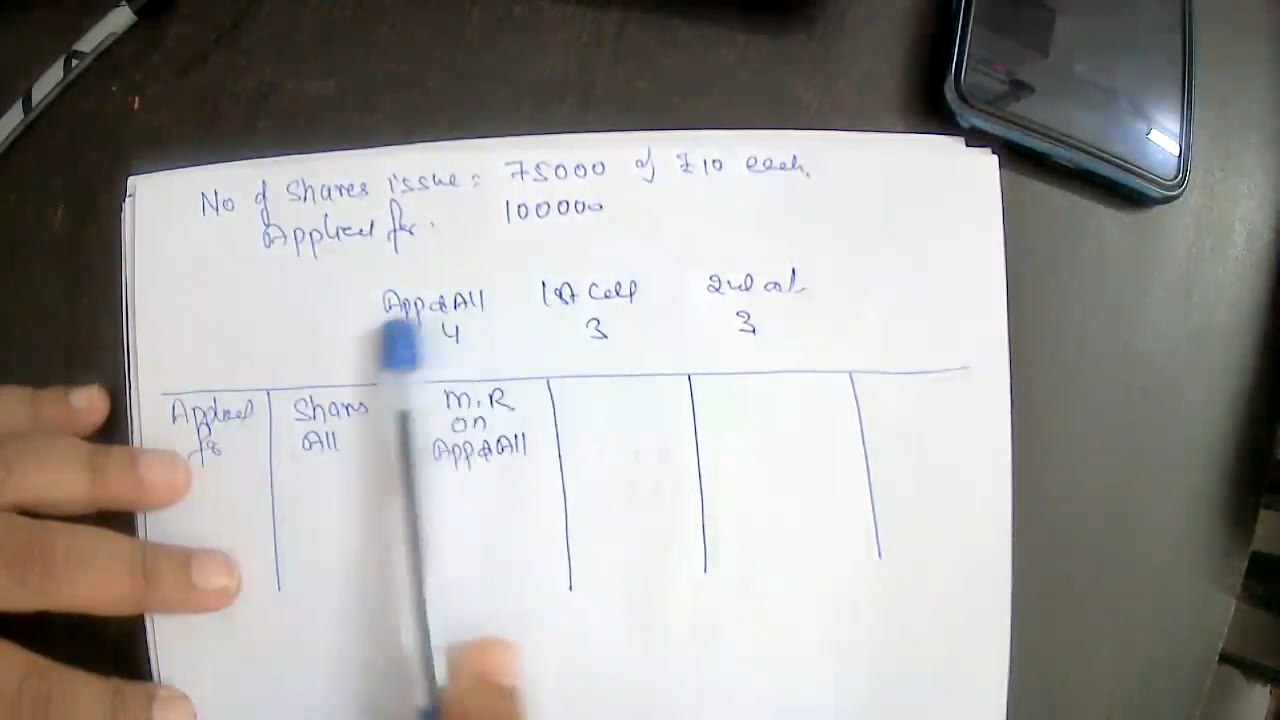 No of Shares issue = 75000 of ₹10 each.
Applied for. 100000
App & All 1st Call 2nd cal
4 3 3
Applied for
Shares All
M.R on App & All